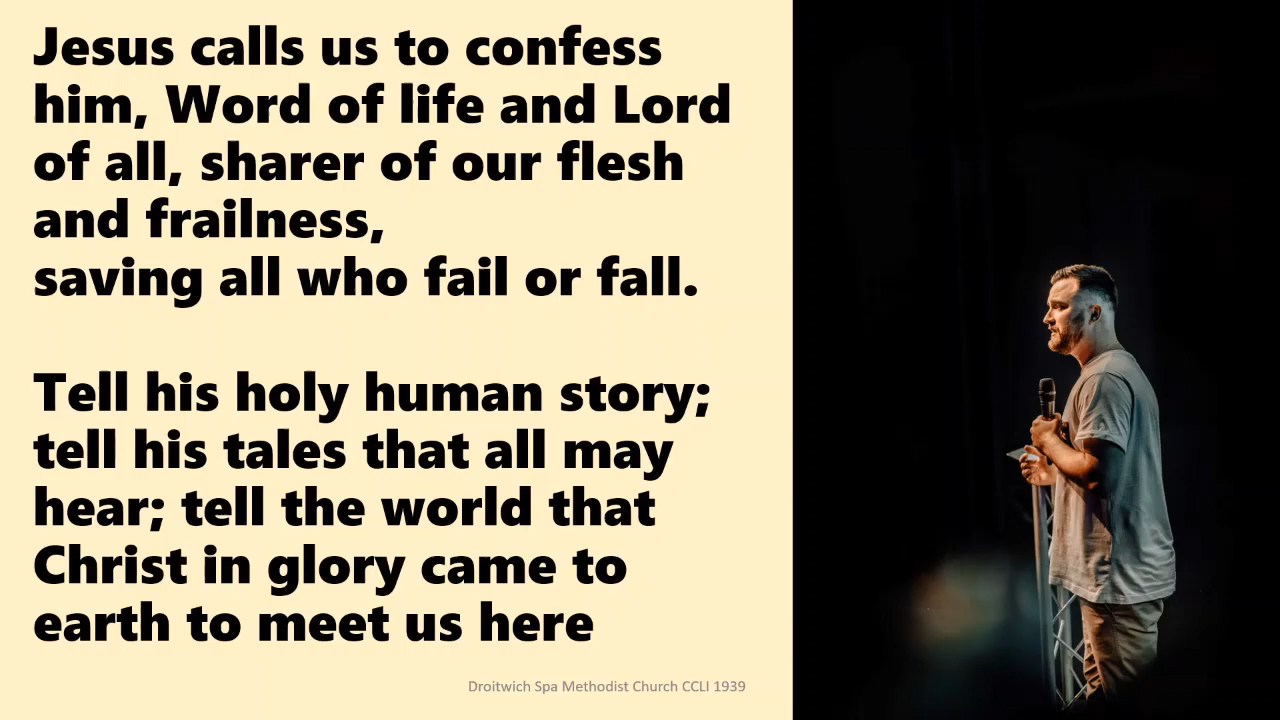 Jesus calls us to confess
him, Word of life and Lord
of all, sharer of our flesh
and frailness,
saving all who fail or fall.
Tell his holy human story;
tell his tales that all may
hear; tell the world that
Christ in glory came to
earth to meet us here
Droitwich Spa Methodist Church CCLI 1939